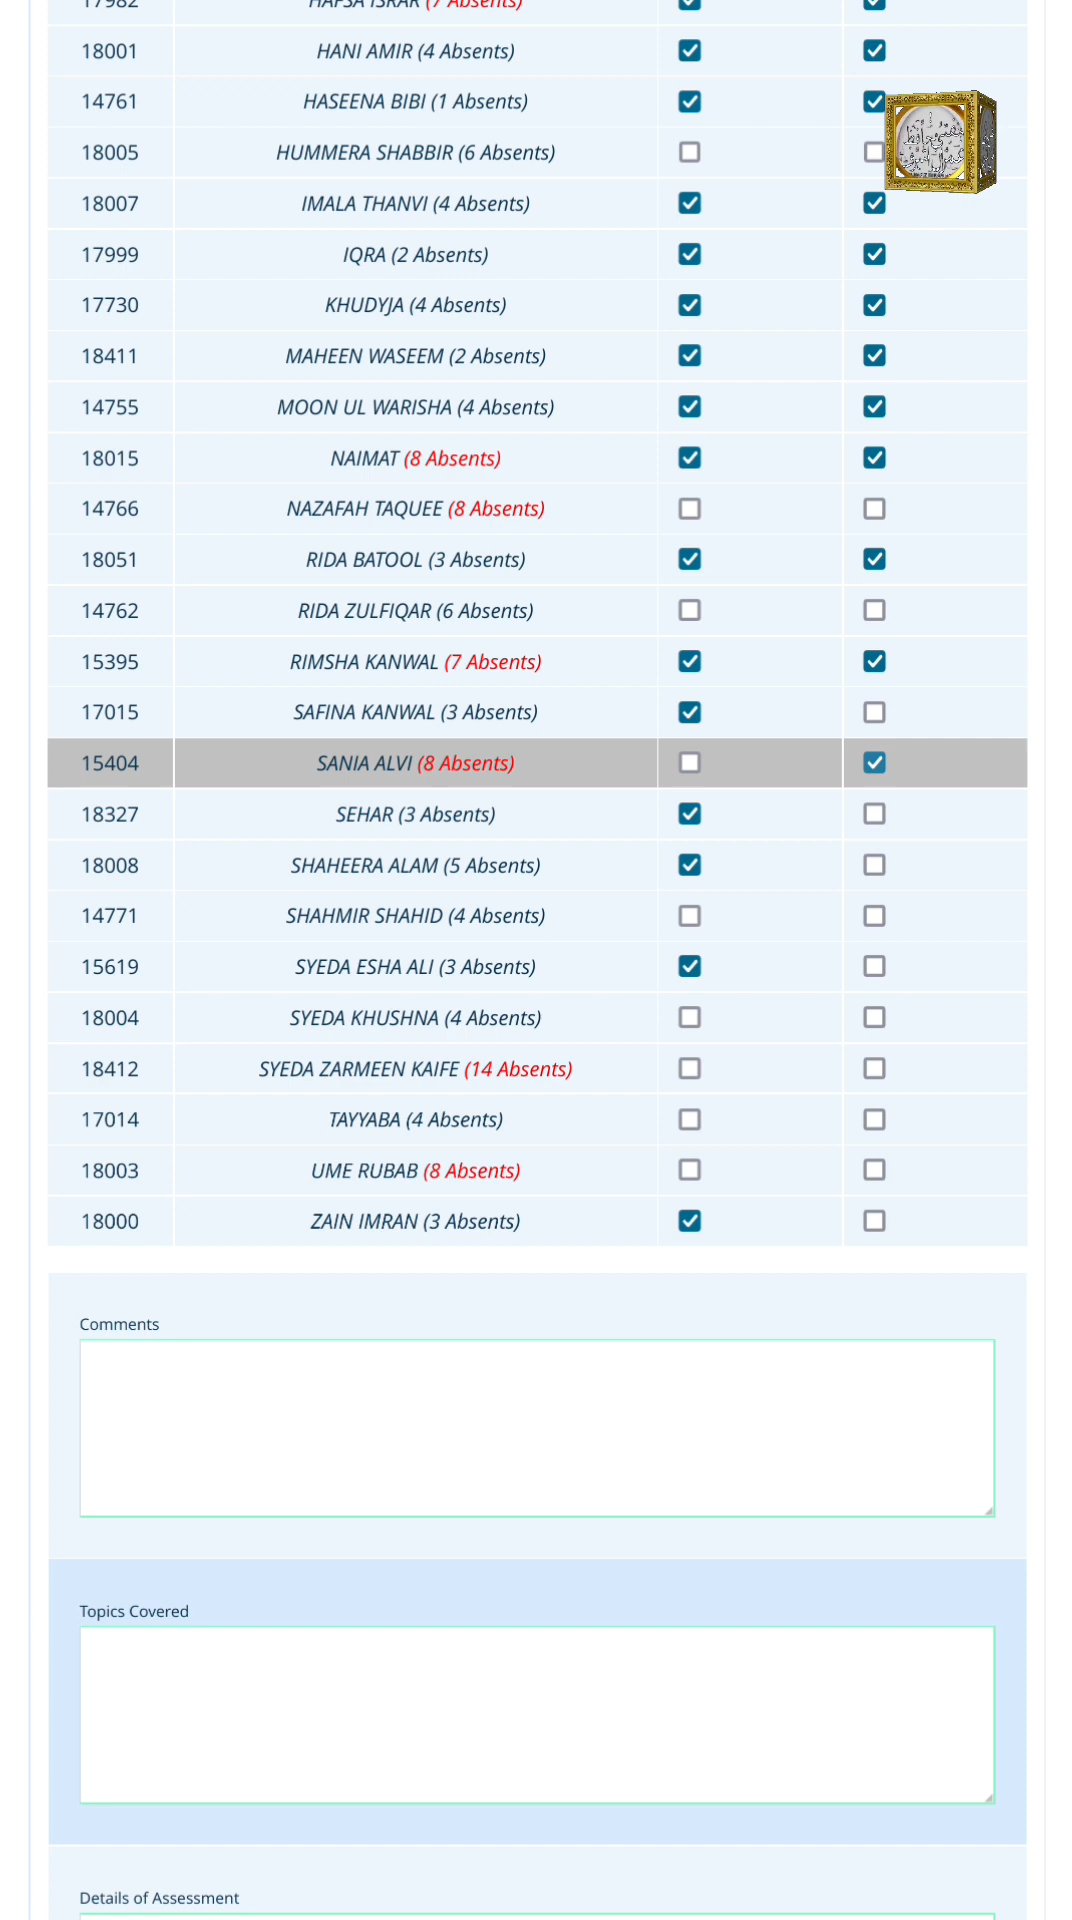 17982 HAFSA ISRAR (7 Absents)
18001 HANI AMIR (4 Absents)
14761 HASEENA BIBI (1 Absents)
18005 HUMMERA SHABBIR (6 Absents)
18007 IMALA THANVI (4 Absents)
17999 IQRA (2 Absents)
17730 KHUDYJA (4 Absents)
18411 MAHEEN WASEEM (2 Absents)
14755 MOON UL WARISHA (4 Absents)
18015 NAIMAT (8 Absents)
14766 NAZAFAH TAQUEE (8 Absents)
18051 RIDA BATOOL (3 Absents)
14762 RIDA ZULFIQAR (6 Absents)
15395 RIMSHA KANWAL (7 Absents)
17015 SAFINA KANWAL (3 Absents)
15404 SANIA ALVI (8 Absents)
18327 SEHAR (3 Absents)
18008 SHAHEERA ALAM (5 Absents)
14771 SHAHMIR SHAHID (4 Absents)
15619 SYEDA ESHA ALI (3 Absents)
18004 SYEDA KHUSHNA (4 Absents)
18412 SYEDA ZARMEEN KAIFE (14 Absents)
17014 TAYYABA (4 Absents)
18003 UME RUBAB (8 Absents)
18000 ZAIN IMRAN (3 Absents)
Comments
Topics Covered
Details of Assessment